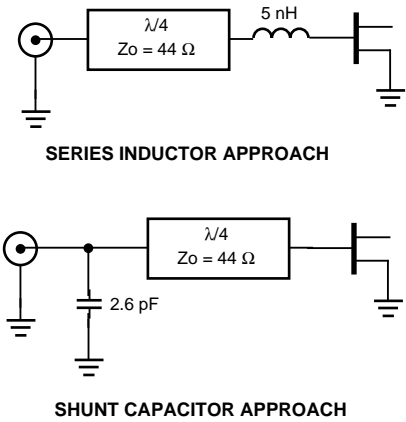 5 nH
λ/4
Zo = 44 Ω
SERIES INDUCTOR APPROACH
λ/4
Zo = 44 Ω
2.6 pF
SHUNT CAPACITOR APPROACH